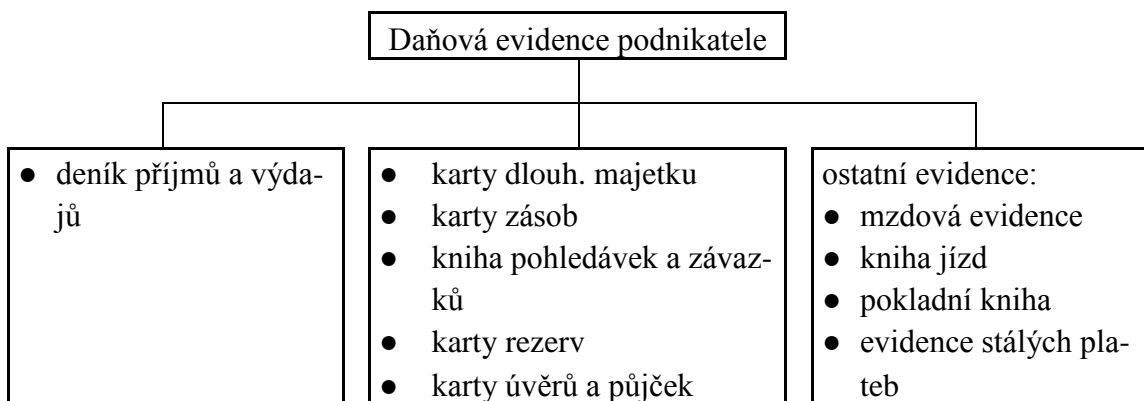 Daňová evidence podnikatele
● deník příjmů a výda-
jů
● karty dlouh. majetku
● karty zásob
● kniha pohledávek a závaz-
ků
● karty rezerv
● karty úvěrů a půjček
ostatní evidence:
● mzdová evidence
● kniha jízd
● pokladní kniha
● evidence stálých pla-
teb